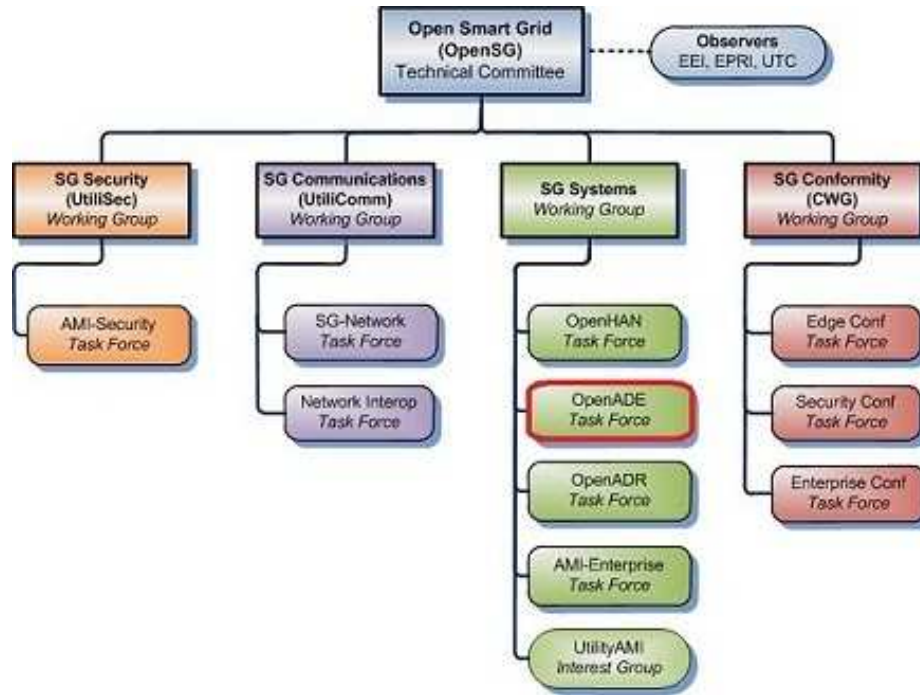 Open Smart Grid
(OpenSG)
Technical Committee
Observers
EEI, EPRI, UTC
SG Security
(UtiliSec)
Working Group
SG Communications
(UtiliComm)
Working Group
SG Systems
Working Group
SG Conformity
(CWG)
Working Group
AMI-Security
Task Force
SG-Network
Task Force
Network Interop
Task Force
OpenHAN
Task Force
OpenADE
Task Force
OpenADR
Task Force
AMI-Enterprise
Task Force
UtilityAMI
Interest Group
Edge Conf
Task Force
Security Conf
Task Force
Enterprise Conf
Task Force